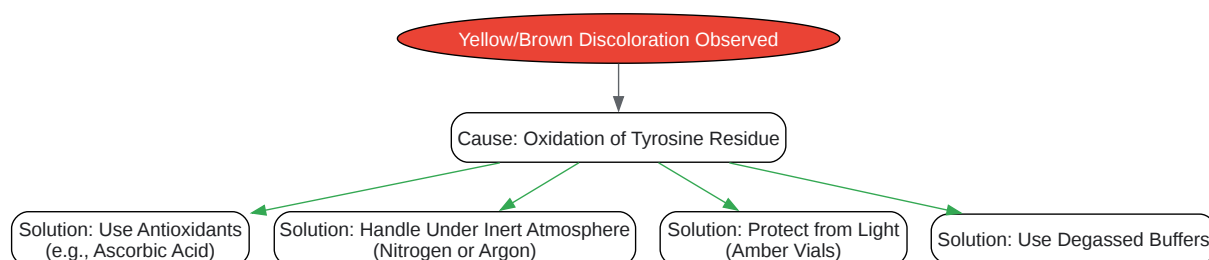 Yellow/Brown Discoloration Observed
Cause: Oxidation of Tyrosine Residue
Solution: Use Antioxidants
(e.g., Ascorbic Acid)
Solution: Handle Under Inert Atmosphere
(Nitrogen or Argon)
Solution: Protect from Light
(Amber Vials)
Solution: Use Degassed Buffers